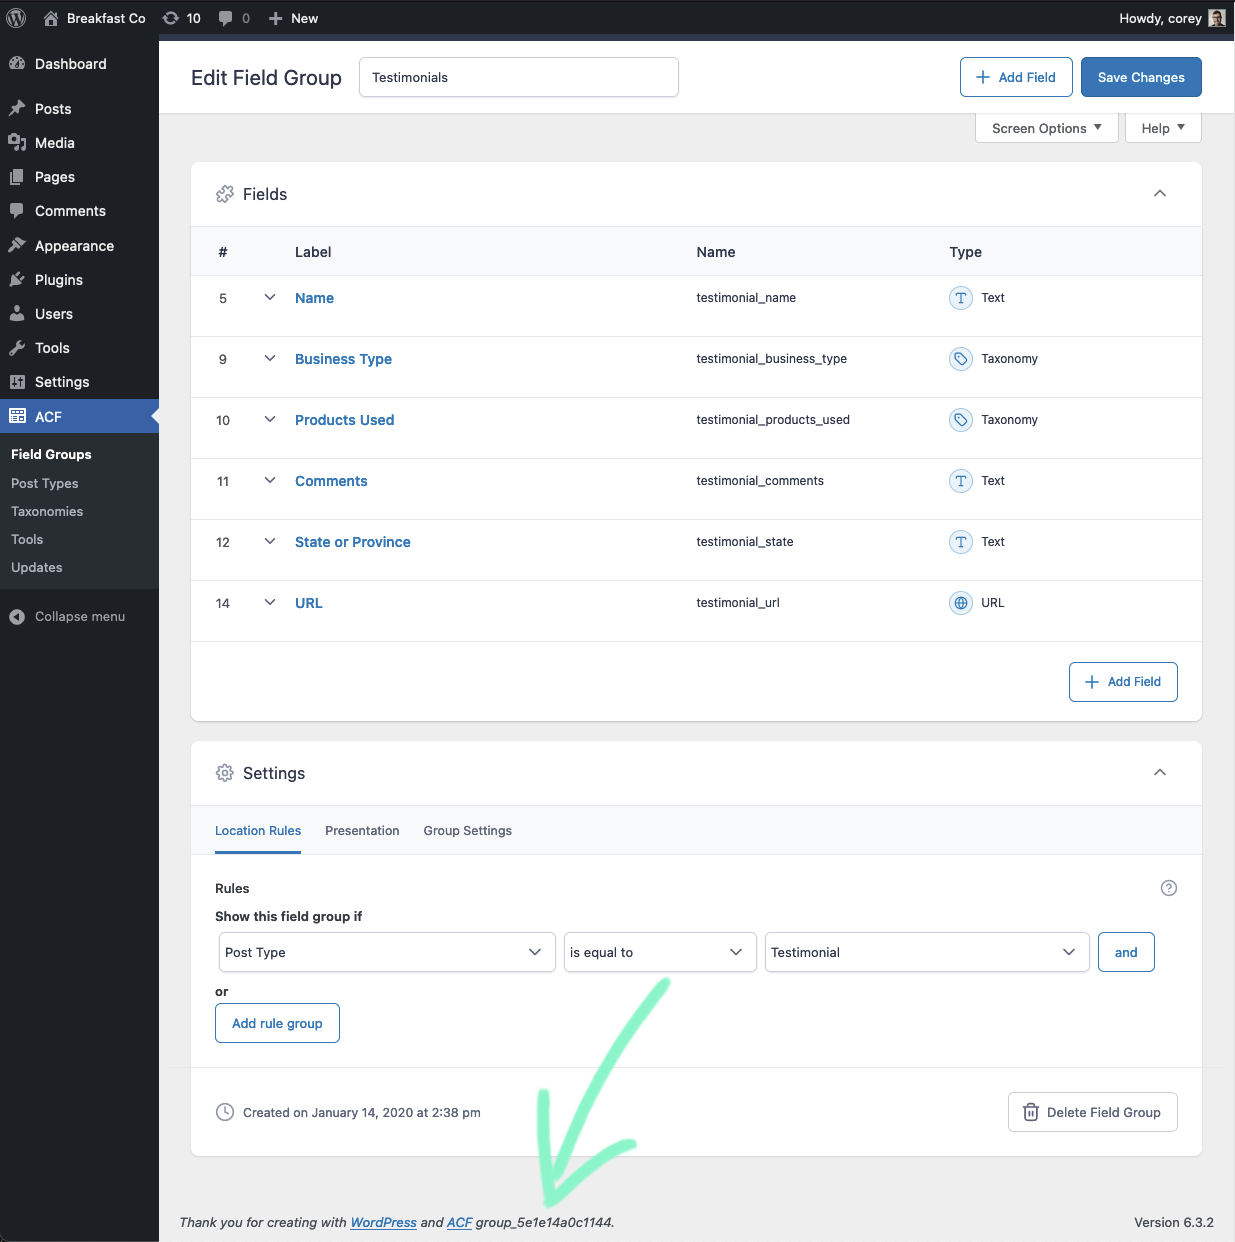 Breakfast Co 10 0 New Howdy, corey
Dashboard
Posts
Media
Pages
Comments
Appearance
Plugins
Users
Tools
Settings
ACF
Field Groups
Post Types
Taxonomies
Tools
Updates
Collapse menu
Edit Field Group Testimonials Add Field Save Changes
Screen Options Help
Fields
# Label Name Type
5 Name testimonial_name Text
9 Business Type testimonial_business_type Taxonomy
10 Products Used testimonial_products_used Taxonomy
11 Comments testimonial_comments Text
12 State or Province testimonial_state Text
14 URL testimonial_url URL
Add Field
Settings
Location Rules Presentation Group Settings
Rules
Show this field group if
Post Type is equal to Testimonial and
or
Add rule group
Created on January 14, 2020 at 2:38 pm Delete Field Group
Thank you for creating with WordPress and ACF group_5e1e14a0c1144. Version 6.3.2